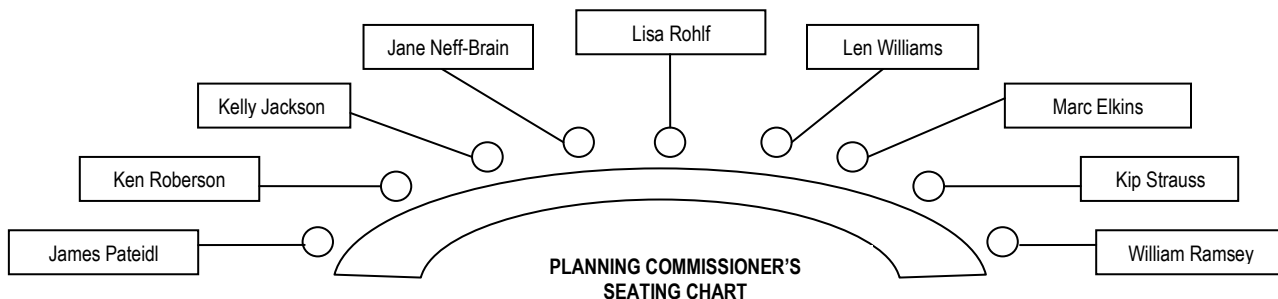 Lisa Rohlf
Jane Neff-Brain
Len Williams
Kelly Jackson
Marc Elkins
Ken Roberson
Kip Strauss
James Pateidl
William Ramsey
PLANNING COMMISSIONER'S
SEATING CHART